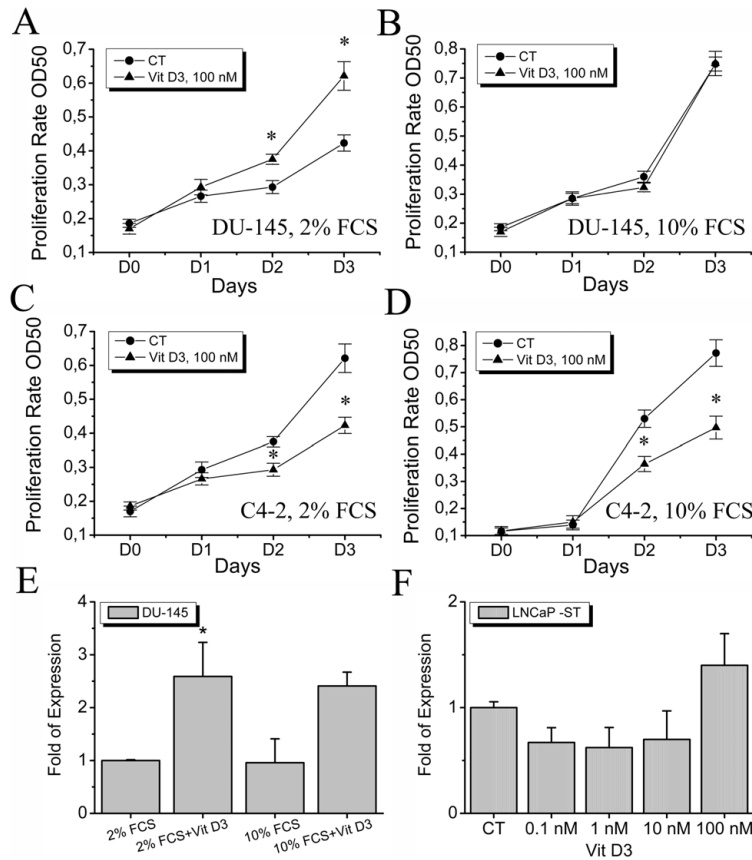 A
Proliferation Rate OD50
0,7
0,6
0,5
0,4
0,3
0,2
0,1
CT
Vit D3, 100 nM
*
*
DU-145, 2% FCS
D0 D1 D2 D3
Days
B
Proliferation Rate OD50
0,8
0,7
0,6
0,5
0,4
0,3
0,2
0,1
CT
Vit D3, 100 nM
DU-145, 10% FCS
D0 D1 D2 D3
Days
C
Proliferation Rate OD50
0,7
0,6
0,5
0,4
0,3
0,2
0,1
CT
Vit D3, 100 nM
*
*
C4-2, 2% FCS
D0 D1 D2 D3
Days
D
Proliferation Rate OD50
0,8
0,7
0,6
0,5
0,4
0,3
0,2
0,1
CT
Vit D3, 100 nM
*
*
C4-2, 10% FCS
D0 D1 D2 D3
Days
E
Fold of Expression
4
3
2
1
0
DU-145
*
2% FCS
2% FCS+Vit D3
10% FCS
10% FCS+Vit D3
F
Fold of Expression
2
1
0
LNCaP -ST
CT 0.1 nM 1 nM 10 nM 100 nM
Vit D3